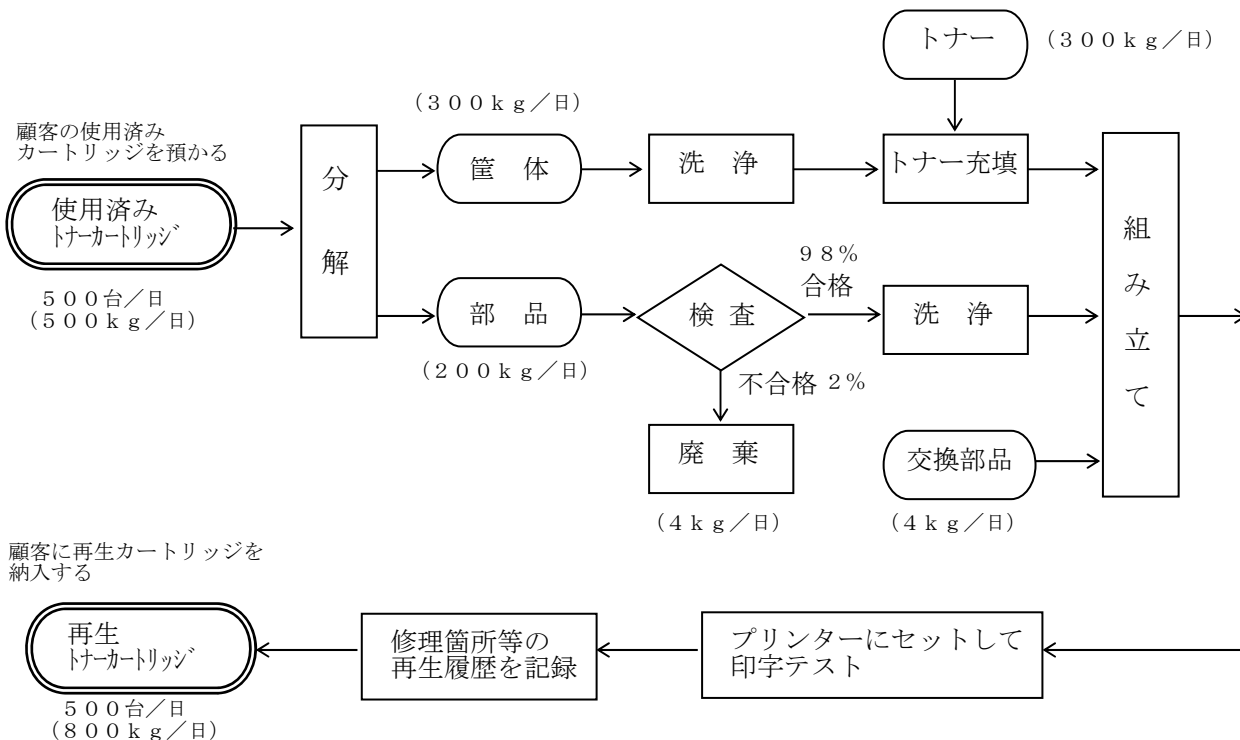 トナー
（３００ｋｇ／日）
（３００ｋｇ／日）
顧客の使用済み
カートリッジを預かる
使用済み
ﾄﾅｰｶｰﾄﾘｯｼﾞ
５００台／日
（５００ｋｇ／日）
分
解
筐　体
洗　浄
トナー充填
部　品
（２００ｋｇ／日）
検 査
９８％
合格
洗　浄
不合格 ２％
廃　棄
（４ｋｇ／日）
交換部品
（４ｋｇ／日）
組
み
立
て
顧客に再生カートリッジを
納入する
再生
ﾄﾅｰｶｰﾄﾘｯｼﾞ
５００台／日
（８００ｋｇ／日）
修理箇所等の
再生履歴を記録
プリンターにセットして
印字テスト